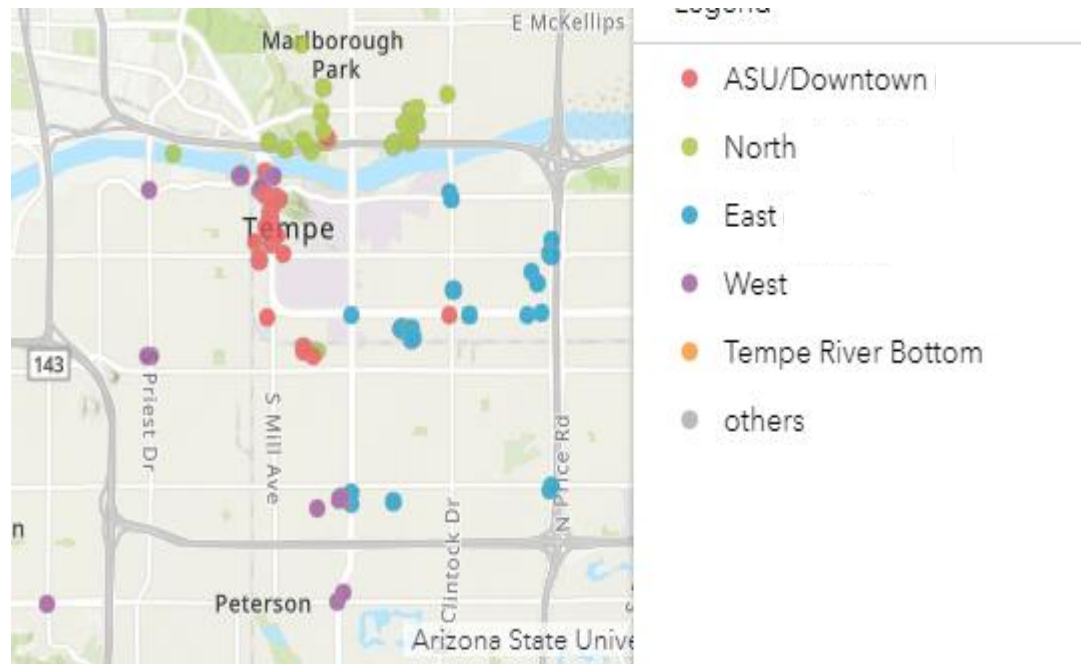 E McKellips
Marlborough
Park
Tempe
143
Priest Dr
S Mill Ave
N Price Rd
Clintock Dr
n
Peterson
Arizona State Unive
ASU/Downtown
North
East
West
Tempe River Bottom
others